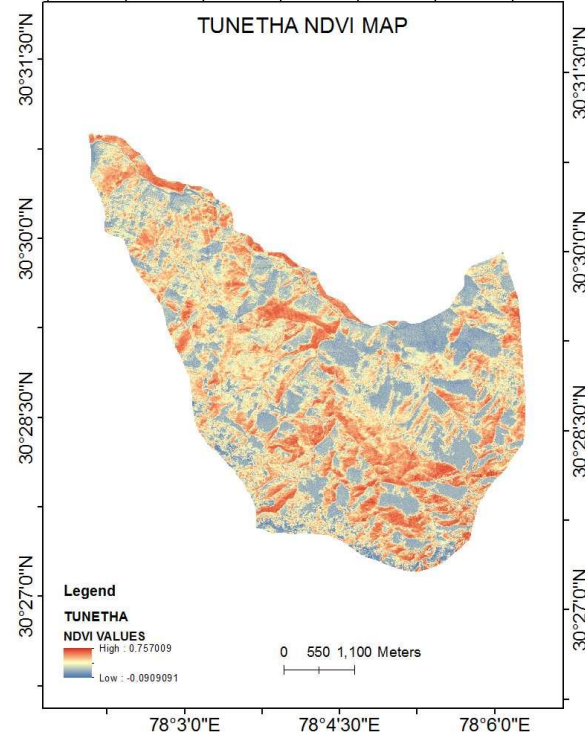 TUNETHA NDVI MAP
30°31'30"N
30°31'30"N
30°30'0"N
30°30'0"N
30°28'30"N
30°28'30"N
30°27'0"N
30°27'0"N
Legend
TUNETHA
NDVI VALUES
High : 0.757009
Low : -0.0909091
0 550 1,100 Meters
78°3'0"E 78°4'30"E 78°6'0"E